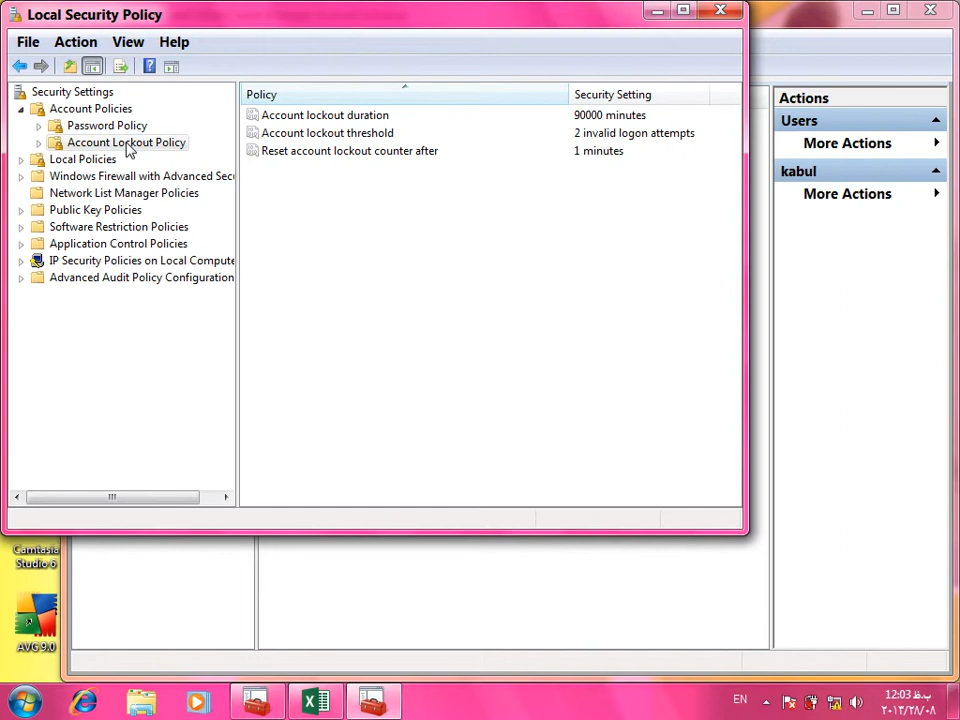 Local Security Policy
File Action View Help
Security Settings
Account Policies
Password Policy
Account Lockout Policy
Local Policies
Windows Firewall with Advanced Secu
Network List Manager Policies
Public Key Policies
Software Restriction Policies
Application Control Policies
IP Security Policies on Local Compute
Advanced Audit Policy Configuration
Policy Security Setting
Account lockout duration 90000 minutes
Account lockout threshold 2 invalid logon attempts
Reset account lockout counter after 1 minutes
Actions
Users
More Actions
kabul
More Actions
Camtasia
Studio 6
AVG 9.0
EN
12:03 ب.ظ
٢٠١٣/٢٨/٠٨